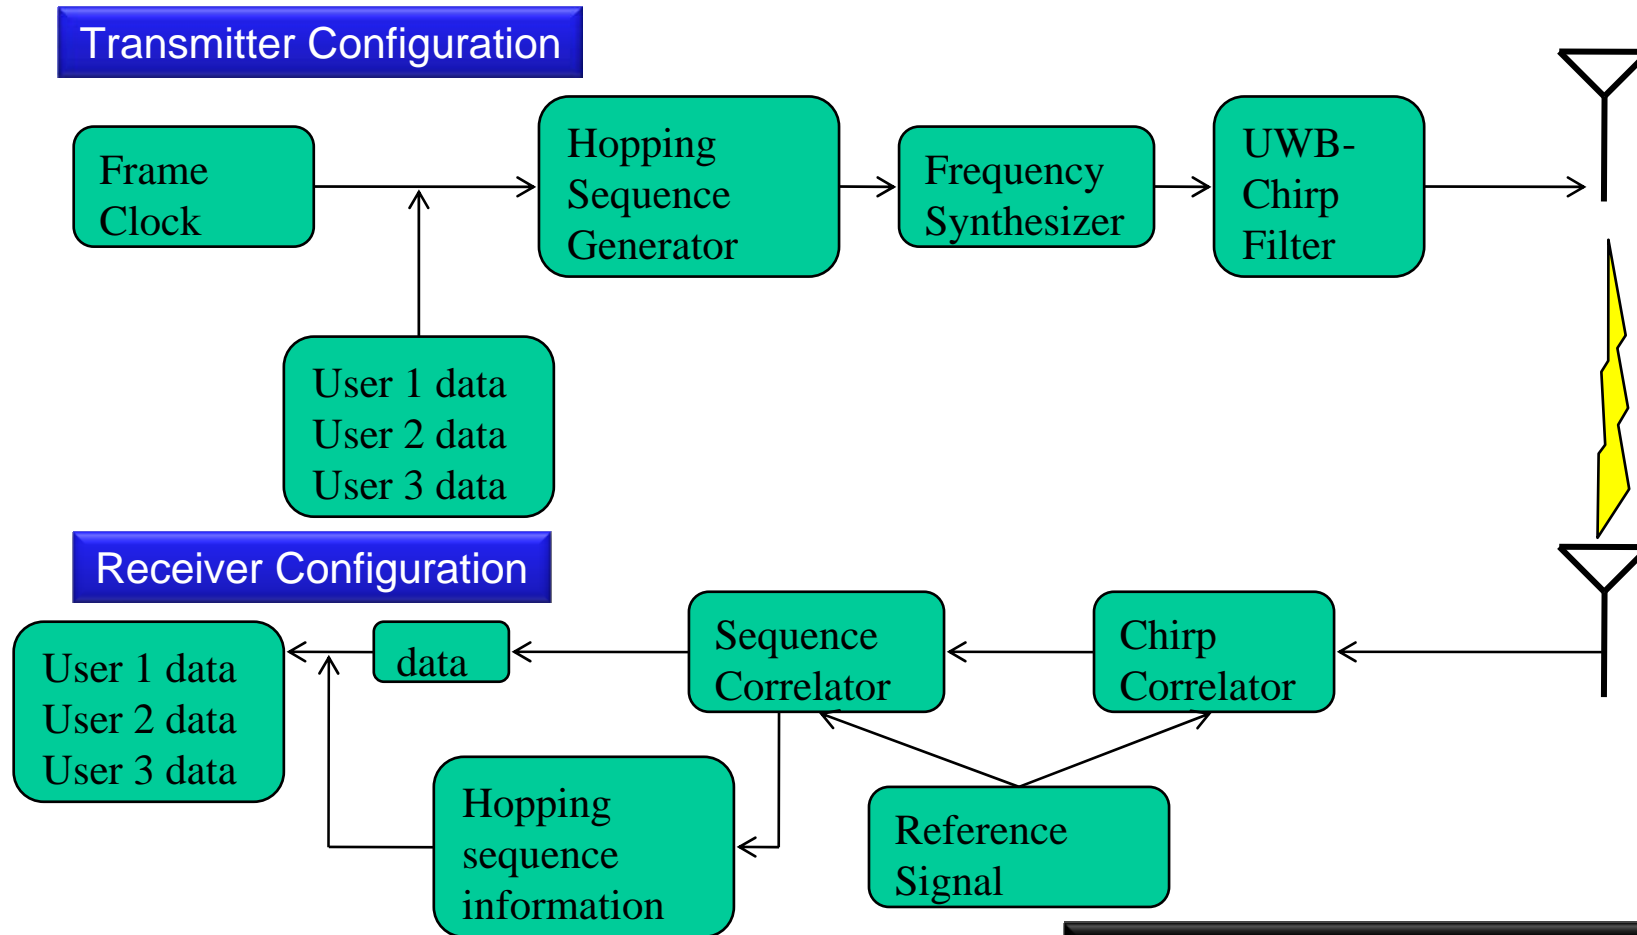 Transmitter Configuration
Frame
Clock
Hopping
Sequence
Generator
Frequency
Synthesizer
UWB-
Chirp
Filter
User 1 data
User 2 data
User 3 data
Receiver Configuration
User 1 data
User 2 data
User 3 data
data
Sequence
Correlator
Chirp
Correlator
Hopping
sequence
information
Reference
Signal